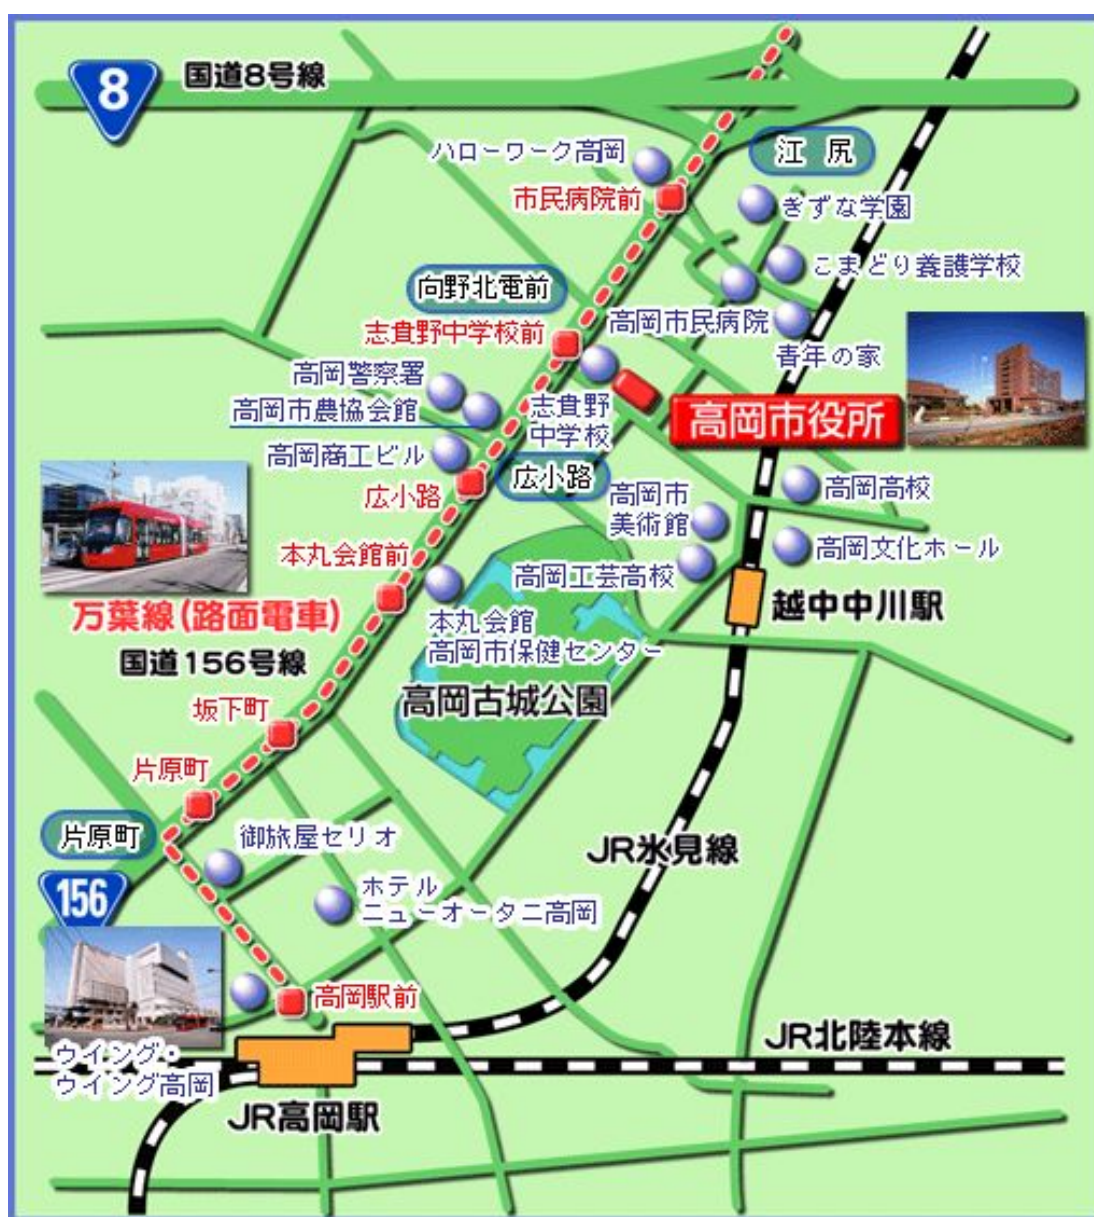 8
国道8号線
ハローワーク高岡
江尻
市民病院前
きずな学園
こまどり養護学校
向野北電前
高岡市民病院
志貴野中学校前
青年の家
高岡警察署
高岡市農協会館
志貴野
中学校
高岡市役所
高岡商工ビル
広小路
広小路
高岡市
美術館
高岡高校
本丸会館前
高岡工芸高校
高岡文化ホール
万葉線(路面電車)
本丸会館
高岡市保健センター
越中中川駅
国道156号線
高岡古城公園
坂下町
片原町
片原町
御旅屋セリオ
JR氷見線
156
ホテル
ニューオータニ高岡
高岡駅前
JR北陸本線
ウイング・
ウイング高岡
JR高岡駅